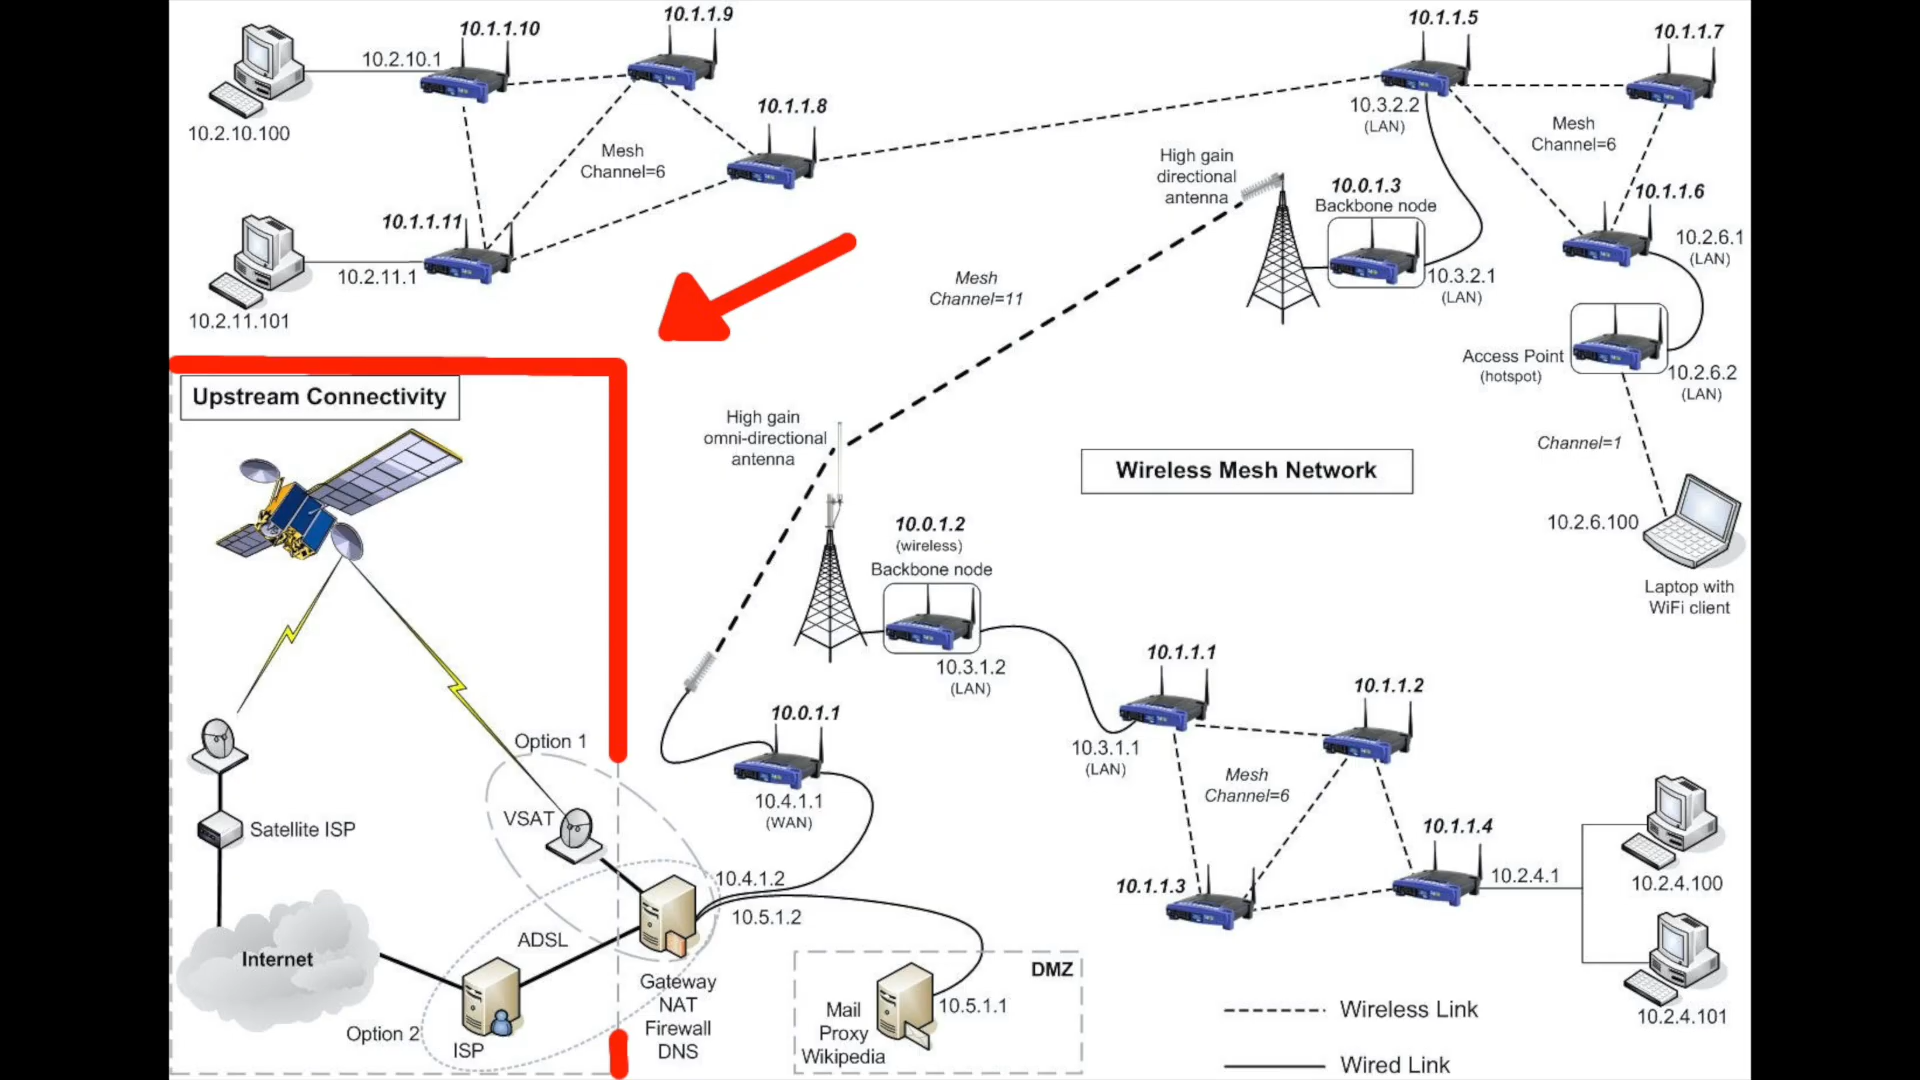 10.1.1.10
10.1.1.9
10.1.1.5
10.1.1.7
10.2.10.1
10.2.10.100
10.1.1.8
10.3.2.2
(LAN)
Mesh
Channel=6
Mesh
Channel=6
High gain
directional
antenna
10.0.1.3
Backbone node
10.1.1.6
10.1.1.11
10.2.11.1
10.2.11.101
10.2.6.1
(LAN)
10.3.2.1
(LAN)
Mesh
Channel=11
Access Point
(hotspot)
10.2.6.2
(LAN)
Upstream Connectivity
High gain
omni-directional
antenna
Channel=1
Wireless Mesh Network
10.0.1.2
(wireless)
Backbone node
10.2.6.100
Laptop with
WiFi client
10.3.1.2
(LAN)
10.1.1.1
10.1.1.2
10.0.1.1
Option 1
10.3.1.1
(LAN)
Mesh
Channel=6
10.4.1.1
(WAN)
VSAT
Satellite ISP
10.1.1.4
10.1.1.3
10.2.4.1
10.2.4.100
10.4.1.2
10.5.1.2
ADSL
Internet
Gateway
NAT
Firewall
DNS
DMZ
Mail
Proxy
Wikipedia
10.5.1.1
Option 2
ISP
Wireless Link
10.2.4.101
Wired Link